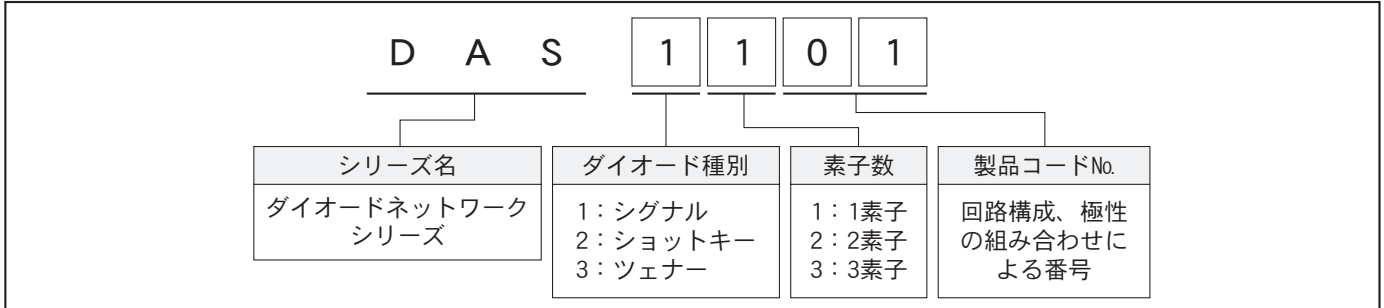 D A S 1 1 0 1
シリーズ名
ダイオードネットワーク
シリーズ
ダイオード種別
1：シグナル
2：ショットキー
3：ツェナー
素子数
1：1素子
2：2素子
3：3素子
製品コード№
回路構成、極性
の組み合わせに
よる番号